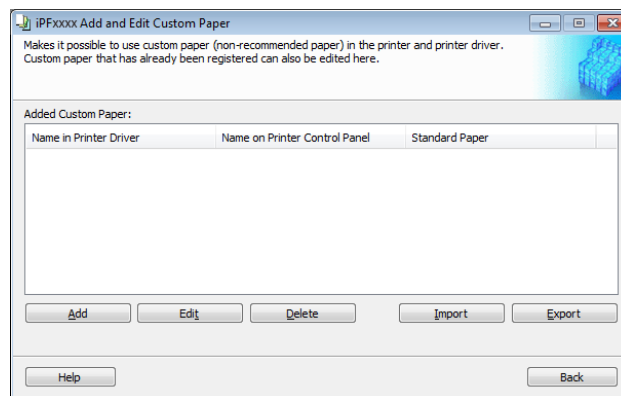 iPFxxxx Add and Edit Custom Paper
Makes it possible to use custom paper (non-recommended paper) in the printer and printer driver.
Custom paper that has already been registered can also be edited here.
Added Custom Paper:
Name in Printer Driver Name on Printer Control Panel Standard Paper
Add Edit Delete Import Export
Help Back